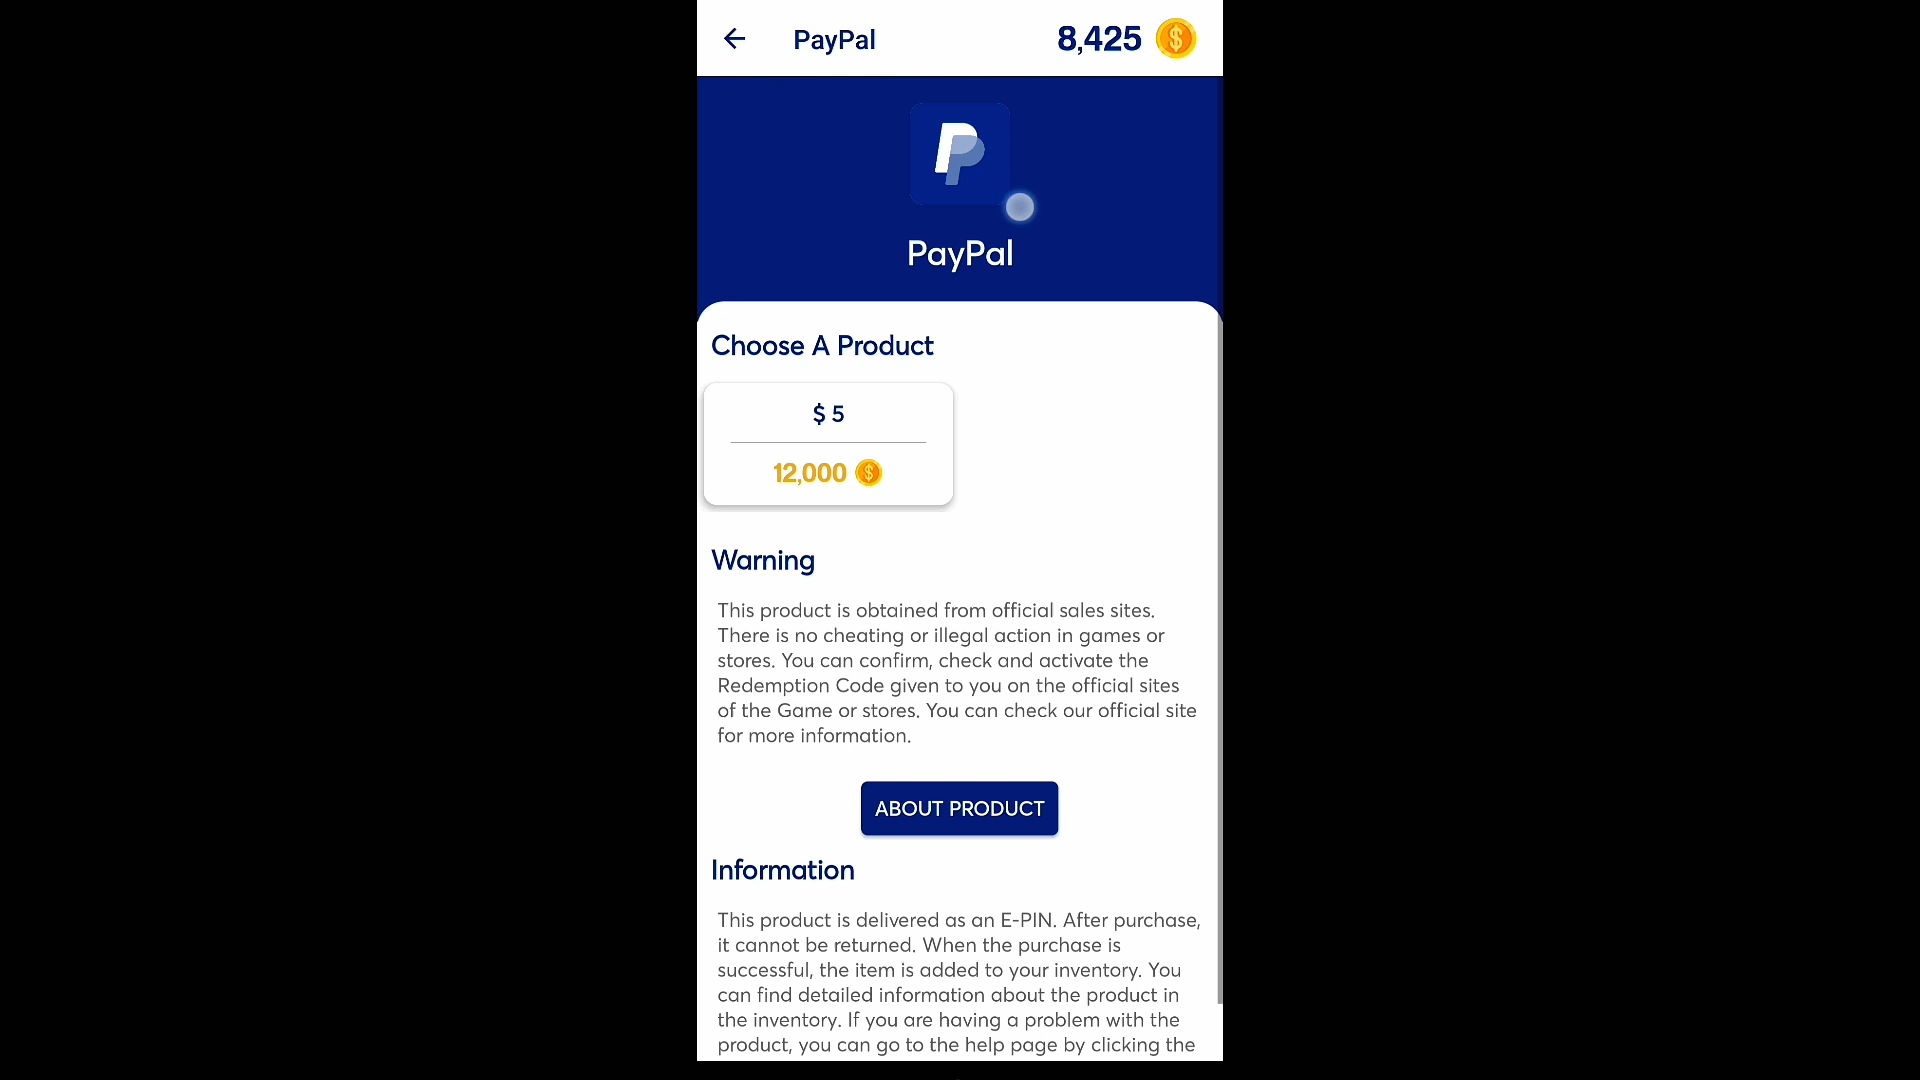 PayPal
8,425
PayPal
Choose A Product
$ 5
12,000
Warning
This product is obtained from official sales sites.
There is no cheating or illegal action in games or
stores. You can confirm, check and activate the
Redemption Code given to you on the official sites
of the Game or stores. You can check our official site
for more information.
ABOUT PRODUCT
Information
This product is delivered as an E-PIN. After purchase,
it cannot be returned. When the purchase is
successful, the item is added to your inventory. You
can find detailed information about the product in
the inventory. If you are having a problem with the
product, you can go to the help page by clicking the